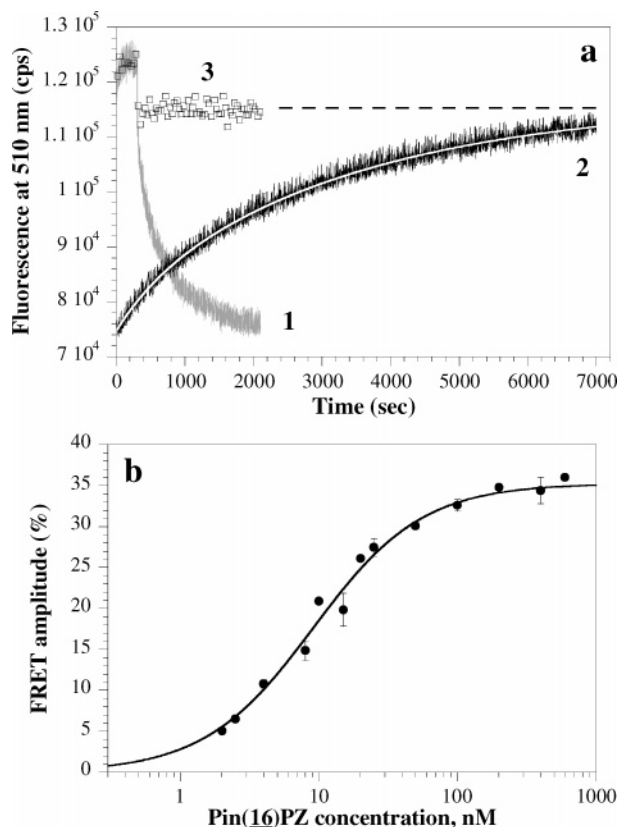 1.3 10⁵
a
3
1.2 10⁵
1.1 10⁵
2
1 10⁵
9 10⁴
8 10⁴
1
7 10⁴
Fluorescence at 510 nm (cps)
0 1000 2000 3000 4000 5000 6000 7000
Time (sec)
40
b
35
30
25
20
15
10
5
0
FRET amplitude (%)
1 10 100 1000
Pin(16)PZ concentration, nM